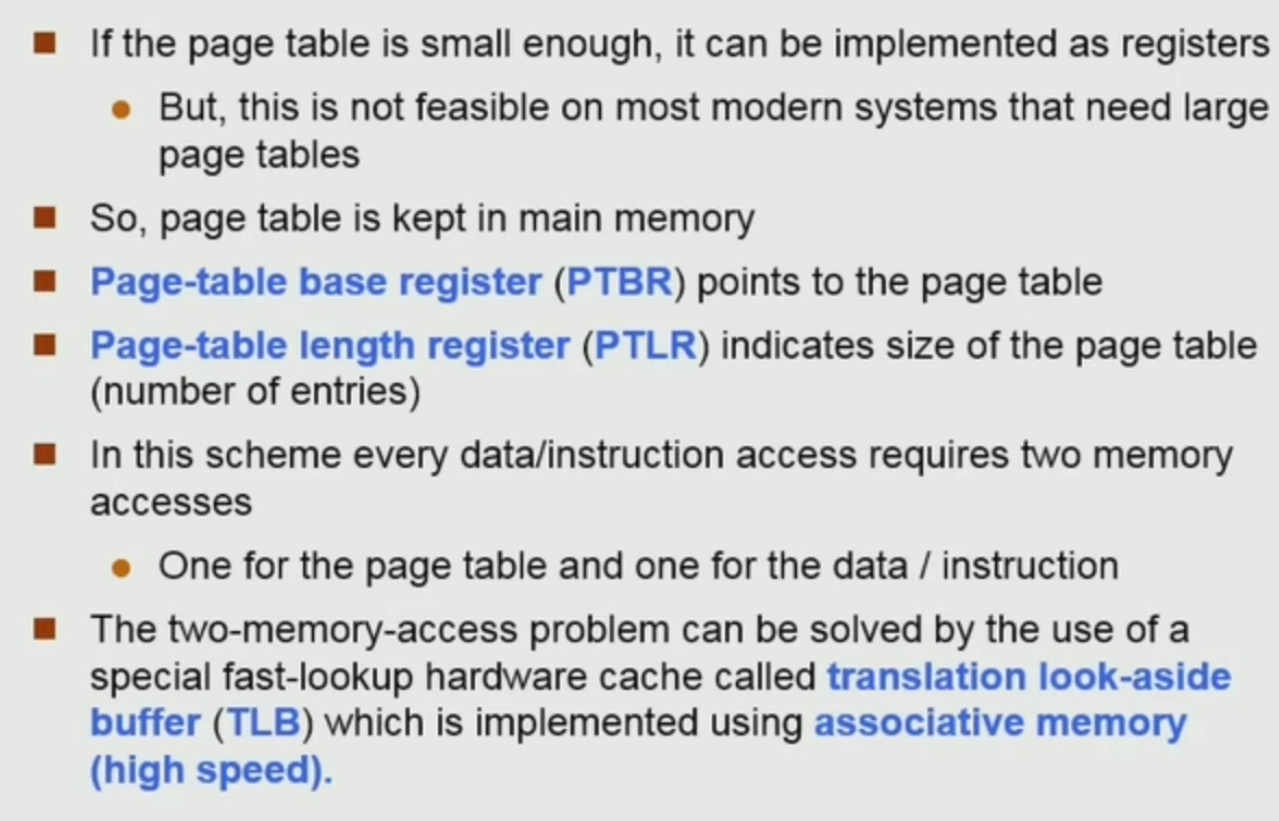 If the page table is small enough, it can be implemented as registers
But, this is not feasible on most modern systems that need large
page tables
So, page table is kept in main memory
Page-table base register (PTBR) points to the page table
Page-table length register (PTLR) indicates size of the page table
(number of entries)
In this scheme every data/instruction access requires two memory
accesses
One for the page table and one for the data / instruction
The two-memory-access problem can be solved by the use of a
special fast-lookup hardware cache called translation look-aside
buffer (TLB) which is implemented using associative memory
(high speed).